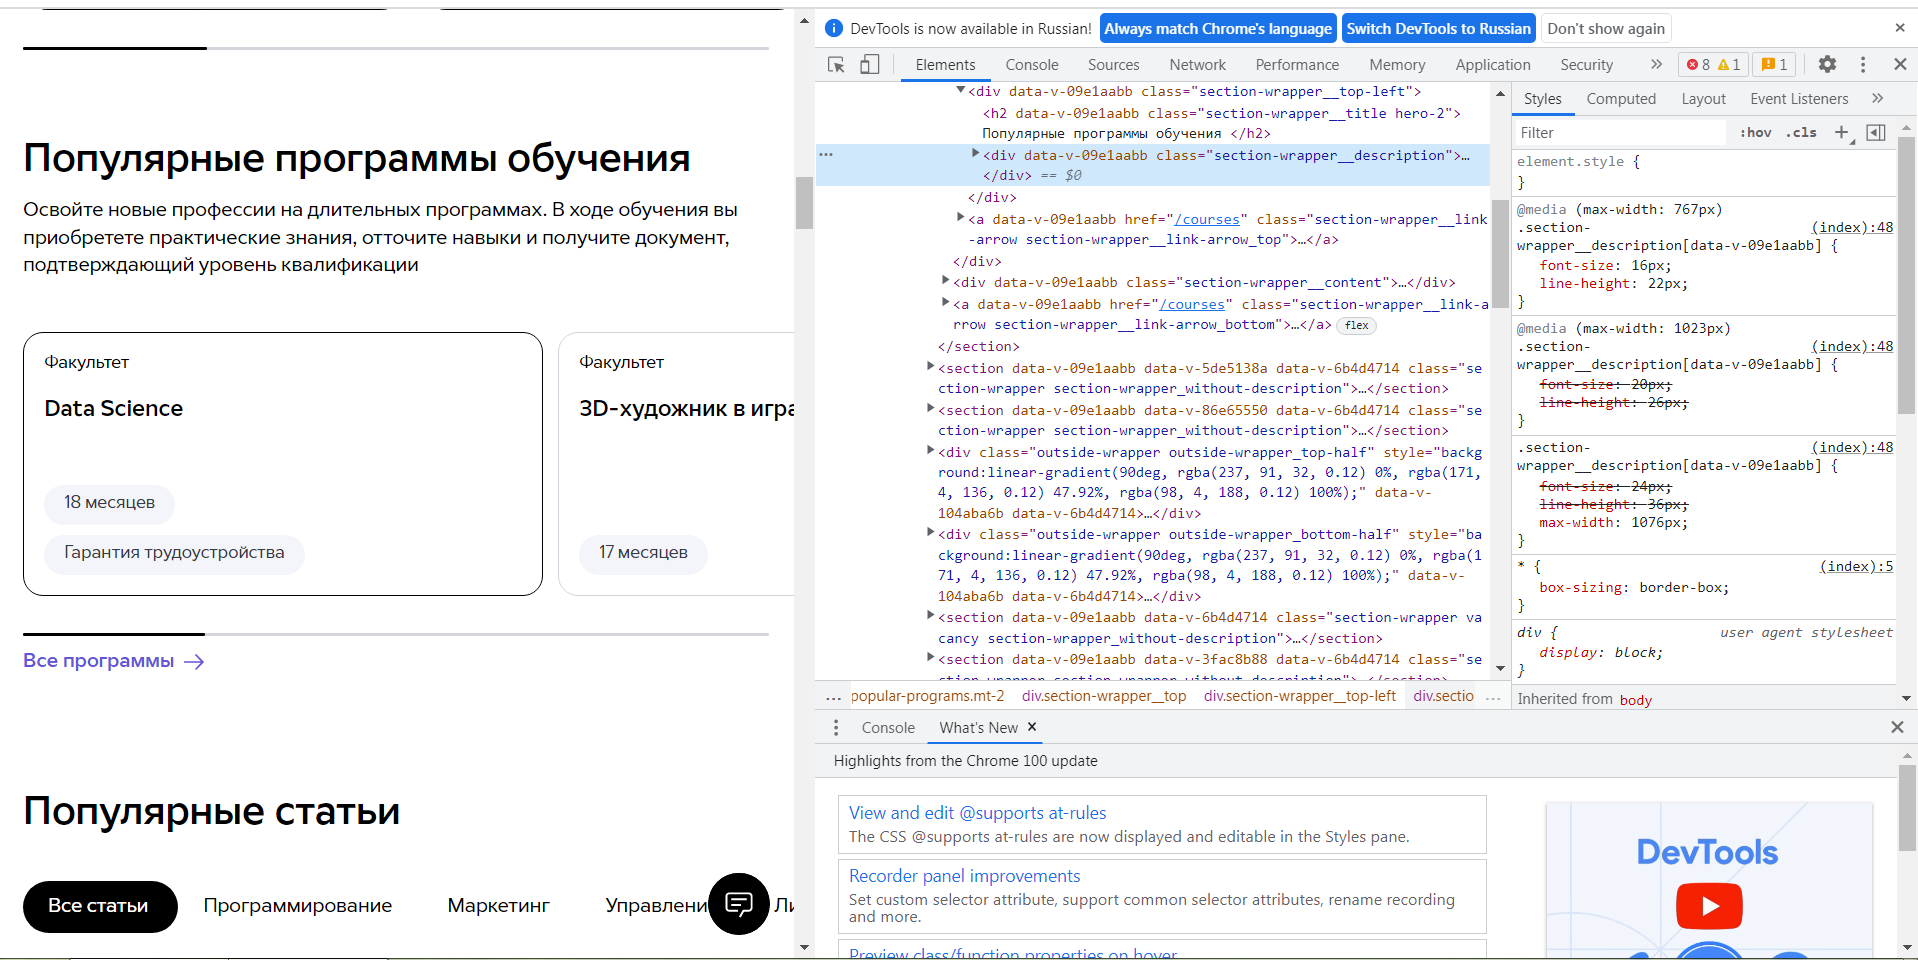 Популярные программы обучения
Освойте новые профессии на длительных программах. В ходе обучения вы
приобретете практические знания, отточите навыки и получите документ,
подтверждающий уровень квалификации
Факультет
Data Science
18 месяцев
Гарантия трудоустройства
Факультет
3D-художник в игра
17 месяцев
Все программы
Популярные статьи
Все статьи
Программирование
Маркетинг
Управлени
Ли
DevTools is now available in Russian!
Always match Chrome's language
Switch DevTools to Russian
Don't show again
Elements
Console
Sources
Network
Performance
Memory
Application
Security
8
1
1
<div data-v-09e1aabb class="section-wrapper__top-left">
<h2 data-v-09e1aabb class="section-wrapper__title hero-2">
Популярные программы обучения </h2>
<div data-v-09e1aabb class="section-wrapper__description">…
</div> == $0
</div>
<a data-v-09e1aabb href="/courses" class="section-wrapper__link
-arrow section-wrapper__link-arrow_top">…</a>
</div>
<div data-v-09e1aabb class="section-wrapper__content">…</div>
<a data-v-09e1aabb href="/courses" class="section-wrapper__link-a
rrow section-wrapper__link-arrow_bottom">…</a> flex
</section>
<section data-v-09e1aabb data-v-5de5138a data-v-6b4d4714 class="se
ction-wrapper section-wrapper_without-description">…</section>
<section data-v-09e1aabb data-v-86e65550 data-v-6b4d4714 class="se
ction-wrapper section-wrapper_without-description">…</section>
<div class="outside-wrapper outside-wrapper_top-half" style="backg
round:linear-gradient(90deg, rgba(237, 91, 32, 0.12) 0%, rgba(171,
4, 136, 0.12) 47.92%, rgba(98, 4, 188, 0.12) 100%);" data-v-
104aba6b data-v-6b4d4714>…</div>
<div class="outside-wrapper outside-wrapper_bottom-half" style="ba
ckground:linear-gradient(90deg, rgba(237, 91, 32, 0.12) 0%, rgba(1
71, 4, 136, 0.12) 47.92%, rgba(98, 4, 188, 0.12) 100%);" data-v-
104aba6b data-v-6b4d4714>…</div>
<section data-v-09e1aabb data-v-6b4d4714 class="section-wrapper va
cancy section-wrapper_without-description">…</section>
<section data-v-09e1aabb data-v-3fac8b88 data-v-6b4d4714 class="se
ction-wrapper section-wrapper_without-description">…</section>
… popular-programs.mt-2 div.section-wrapper__top div.section-wrapper__top-left div.sectio …
Styles
Computed
Layout
Event Listeners
Filter
:hov
.cls
element.style {
}
@media (max-width: 767px)
.section- (index):48
wrapper__description[data-v-09e1aabb] {
font-size: 16px;
line-height: 22px;
}
@media (max-width: 1023px)
.section- (index):48
wrapper__description[data-v-09e1aabb] {
font-size: 20px;
line-height: 26px;
}
.section- (index):48
wrapper__description[data-v-09e1aabb] {
font-size: 24px;
line-height: 36px;
max-width: 1076px;
}
* { (index):5
box-sizing: border-box;
}
div { user agent stylesheet
display: block;
}
Inherited from body
Console
What's New
Highlights from the Chrome 100 update
View and edit @supports at-rules
The CSS @supports at-rules are now displayed and editable in the Styles pane.
Recorder panel improvements
Set custom selector attribute, support common selector attributes, rename recording
and more.
Preview class/function properties on hover
DevTools